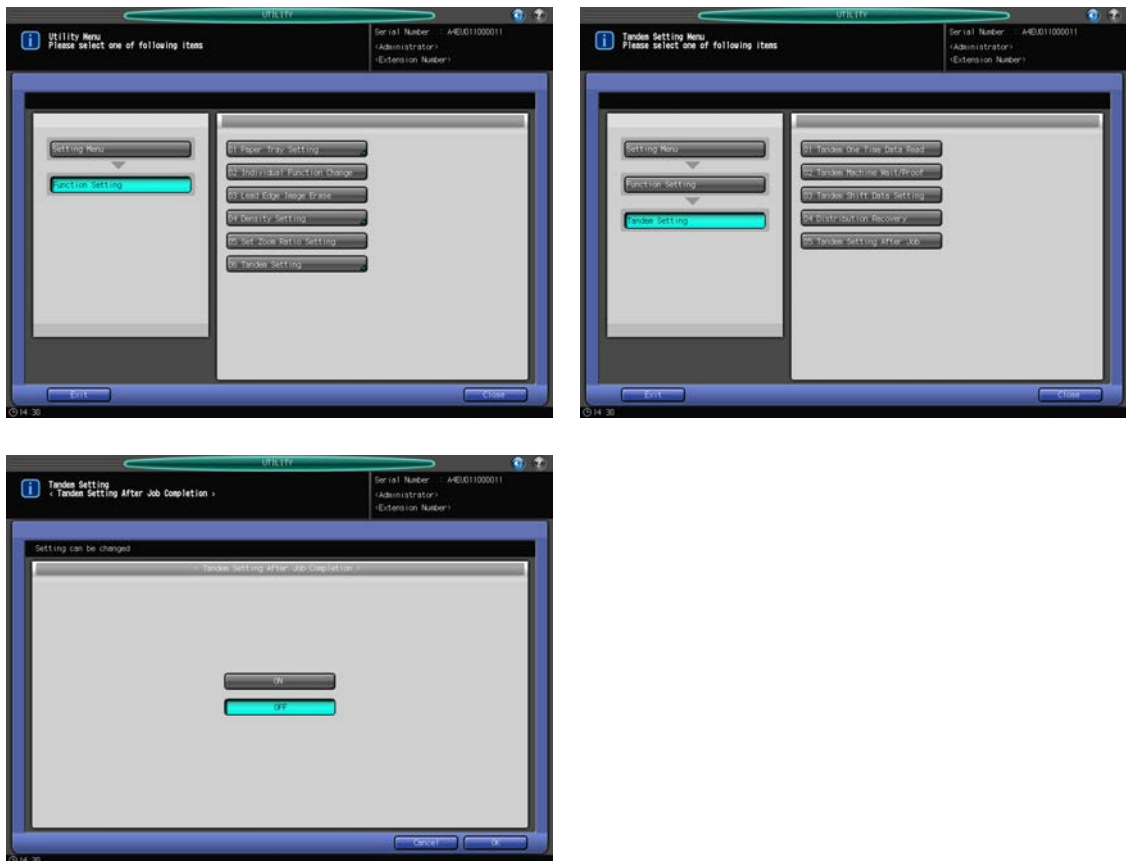 UTILITY
Utility Menu
Please select one of following items
Serial Number : A4EU011000011
<Administrator>
<Extension Number>
Setting Menu
Function Setting
01 Paper Tray Setting
02 Individual Function Change
03 Lead Edge Image Erase
04 Density Setting
05 Set Zoom Ratio Setting
06 Tandem Setting
Exit
Close
14:30
UTILITY
Tandem Setting Menu
Please select one of following items
Serial Number : A4EU011000011
<Administrator>
<Extension Number>
Setting Menu
Function Setting
Tandem Setting
01 Tandem One Time Data Read
02 Tandem Machine Wait/Proof
03 Tandem Shift Data Setting
04 Distribution Recovery
05 Tandem Setting After Job
Exit
Close
14:30
UTILITY
Tandem Setting
< Tandem Setting After Job Completion >
Serial Number : A4EU011000011
<Administrator>
<Extension Number>
Setting can be changed
< Tandem Setting After Job Completion >
ON
OFF
Cancel
OK
14:30